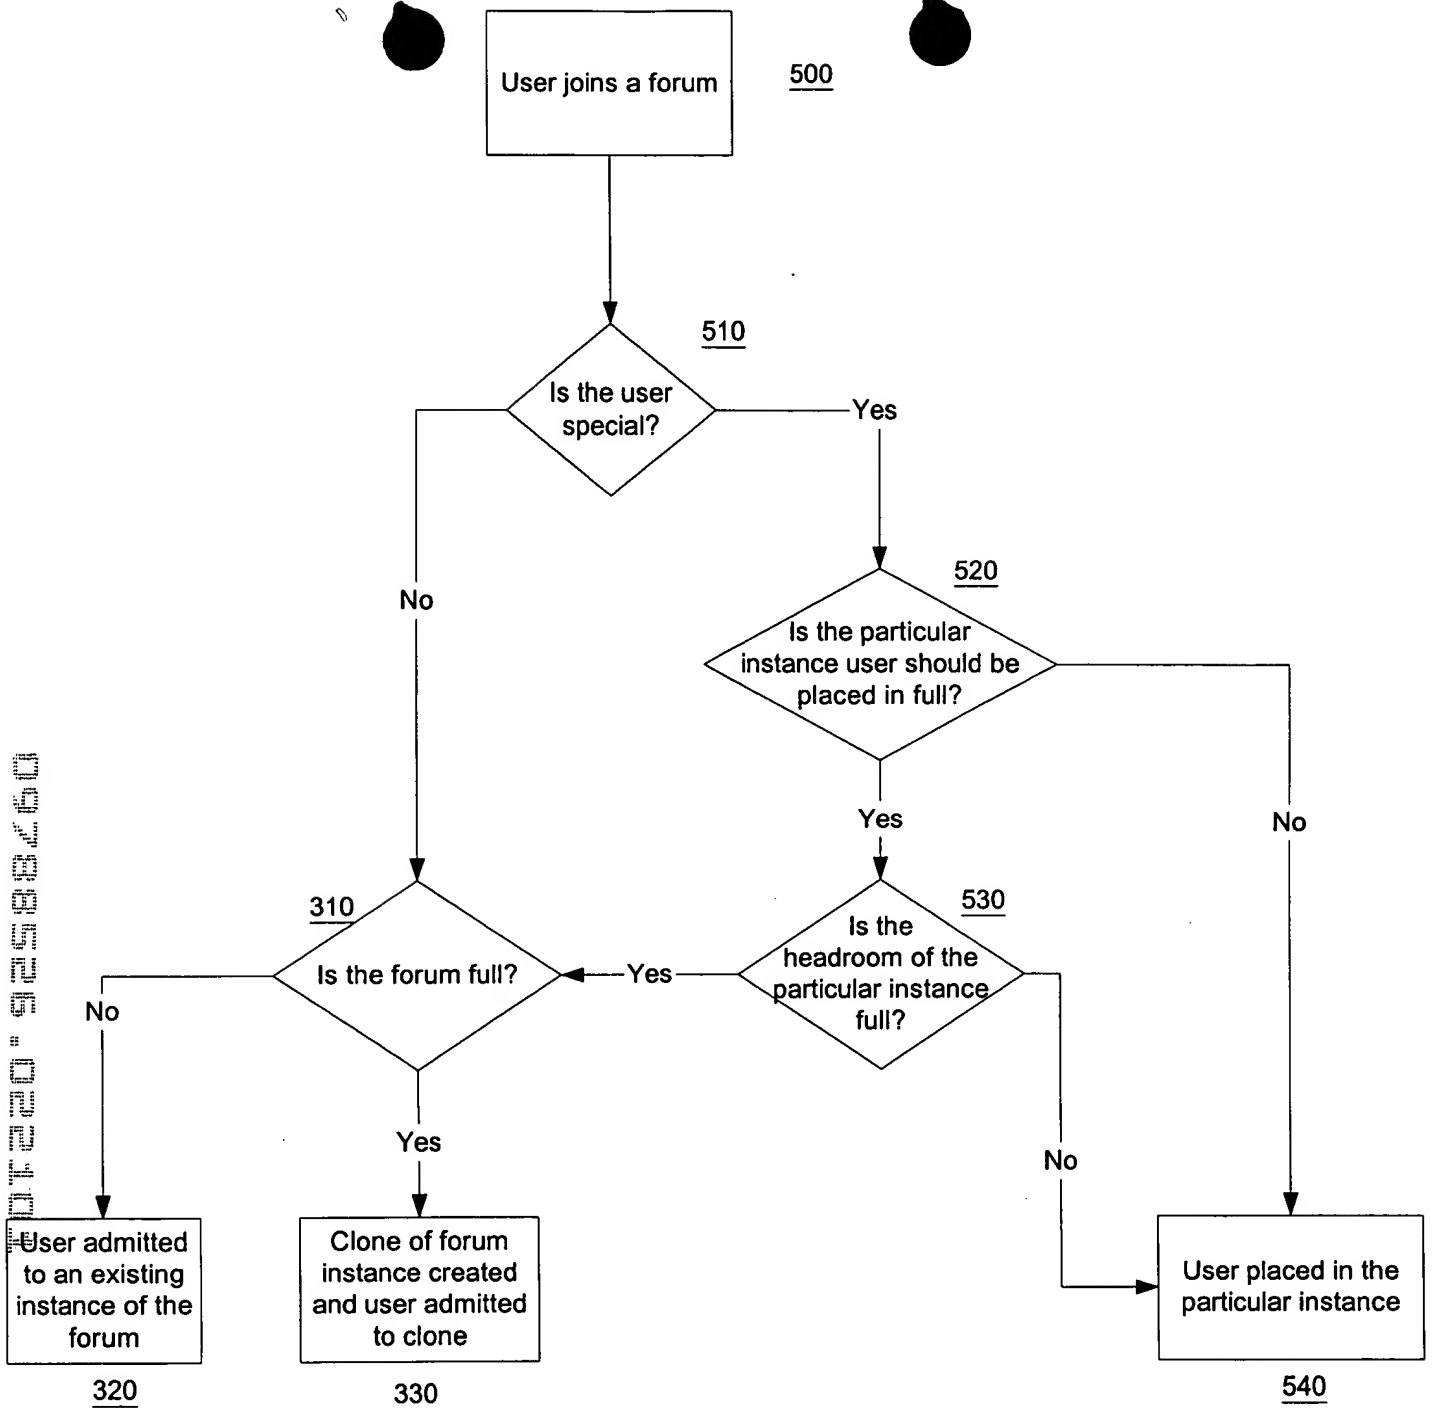 User joins a forum
500
510
Is the user
special?
Yes
No
520
Is the particular
instance user should be
placed in full?
Yes
No
310
Is the forum full?
Yes
530
Is the
headroom of the
particular instance
full?
No
Yes
No
User admitted
to an existing
instance of the
forum
Clone of forum
instance created
and user admitted
to clone
User placed in the
particular instance
320
330
540
09788526.022101